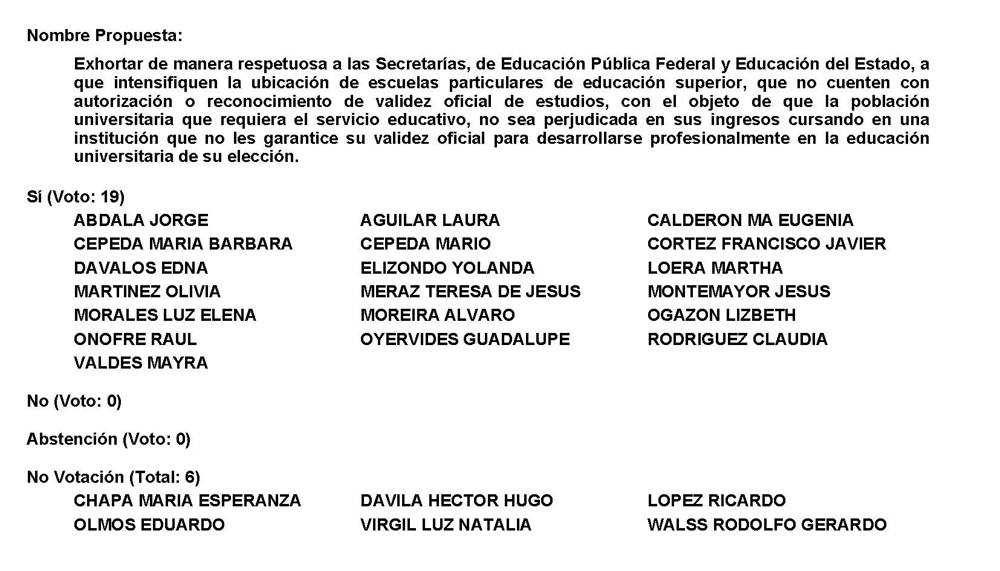 Nombre Propuesta:
Exhortar de manera respetuosa a las Secretarías, de Educación Pública Federal y Educación del Estado, a
que intensifiquen la ubicación de escuelas particulares de educación superior, que no cuenten con
autorización o reconocimiento de validez oficial de estudios, con el objeto de que la población
universitaria que requiera el servicio educativo, no sea perjudicada en sus ingresos cursando en una
institución que no les garantice su validez oficial para desarrollarse profesionalmente en la educación
universitaria de su elección.
Sí (Voto: 19)
ABDALA JORGE AGUILAR LAURA CALDERON MA EUGENIA
CEPEDA MARIA BARBARA CEPEDA MARIO CORTEZ FRANCISCO JAVIER
DAVALOS EDNA ELIZONDO YOLANDA LOERA MARTHA
MARTINEZ OLIVIA MERAZ TERESA DE JESUS MONTEMAYOR JESUS
MORALES LUZ ELENA MOREIRA ALVARO OGAZON LIZBETH
ONOFRE RAUL OYERVIDES GUADALUPE RODRIGUEZ CLAUDIA
VALDES MAYRA
No (Voto: 0)
Abstención (Voto: 0)
No Votación (Total: 6)
CHAPA MARIA ESPERANZA DAVILA HECTOR HUGO LOPEZ RICARDO
OLMOS EDUARDO VIRGIL LUZ NATALIA WALSS RODOLFO GERARDO